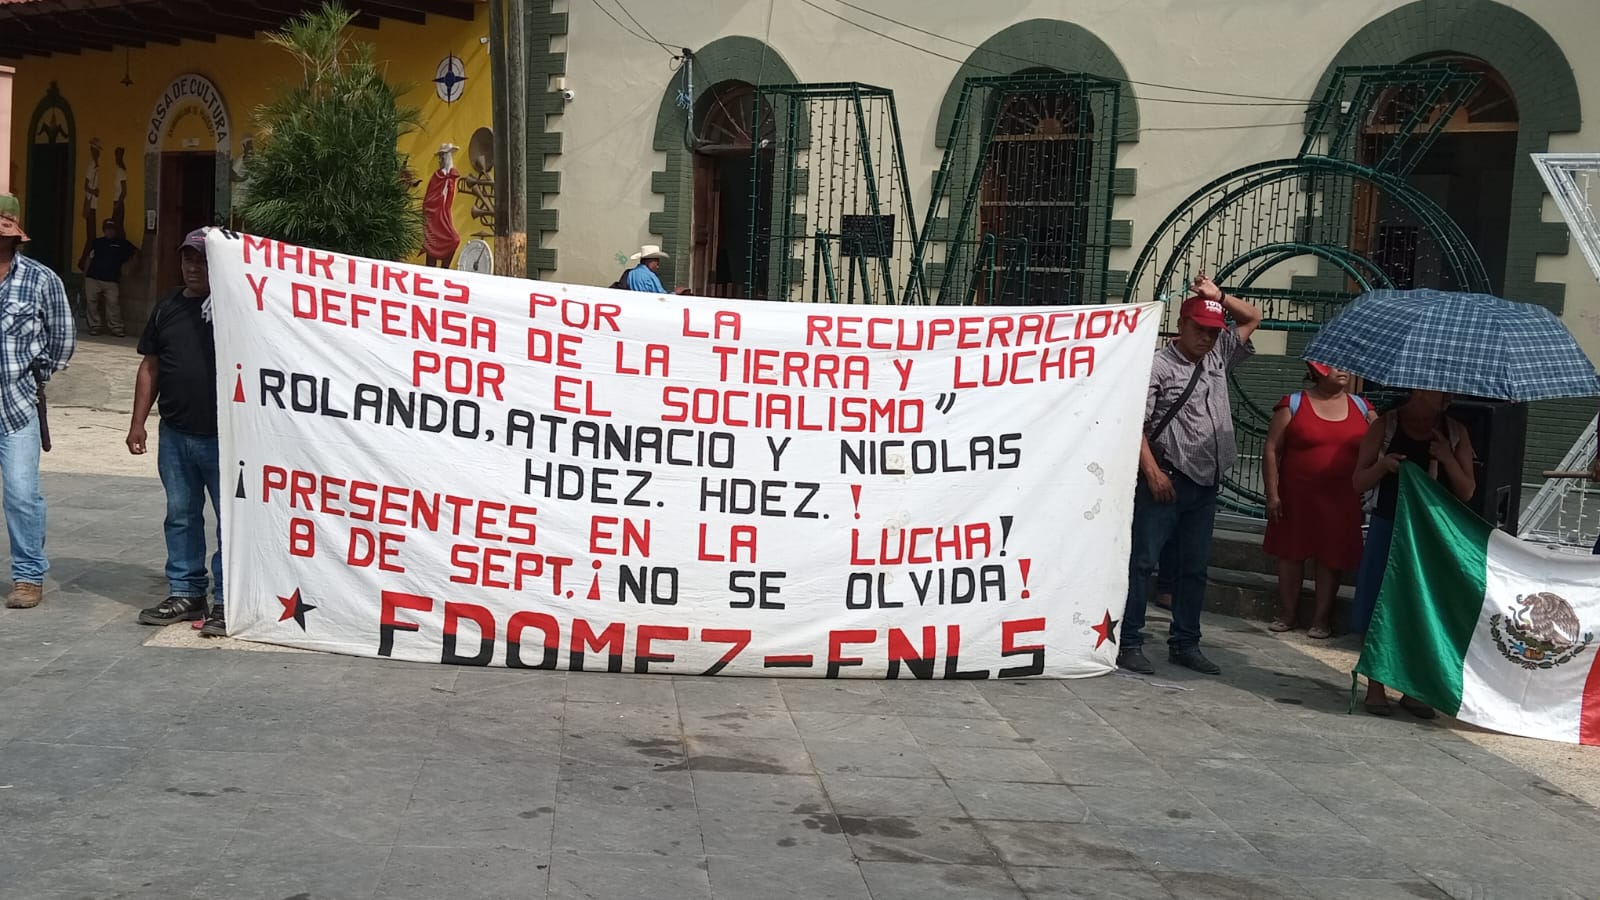 CASA DE CULTURA
"MARTIRES POR LA RECUPERACION
Y DEFENSA DE LA TIERRA Y LUCHA
POR EL SOCIALISMO"
¡ROLANDO, ATANACIO Y NICOLAS
HDEZ. HDEZ.!
¡PRESENTES EN LA LUCHA!
8 DE SEPT. ¡NO SE OLVIDA!
FDOMEZ-FNLS